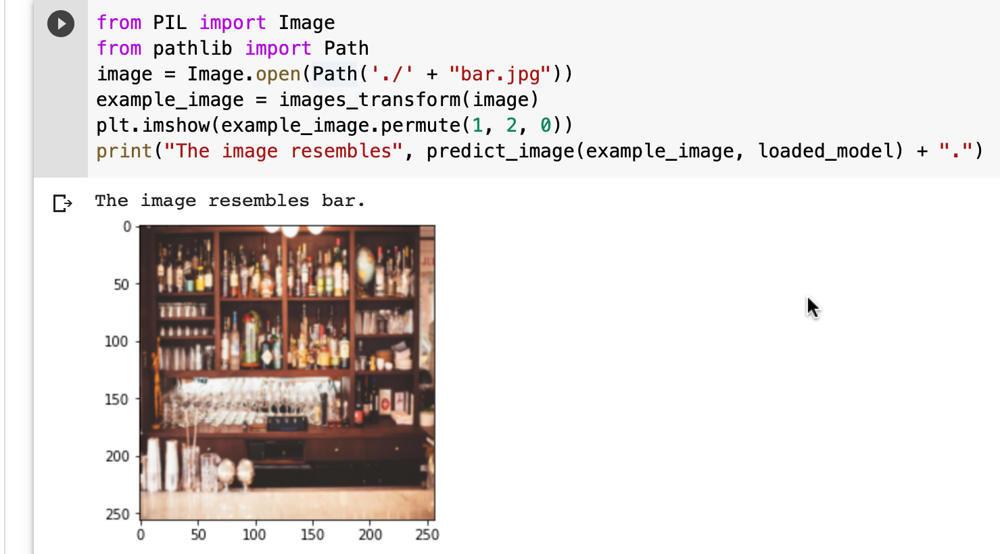 from PIL import Image
from pathlib import Path
image = Image.open(Path('./' + "bar.jpg"))
example_image = images_transform(image)
plt.imshow(example_image.permute(1, 2, 0))
print("The image resembles", predict_image(example_image, loaded_model) + ".")
The image resembles bar.
0
50
100
150
200
250
0 50 100 150 200 250